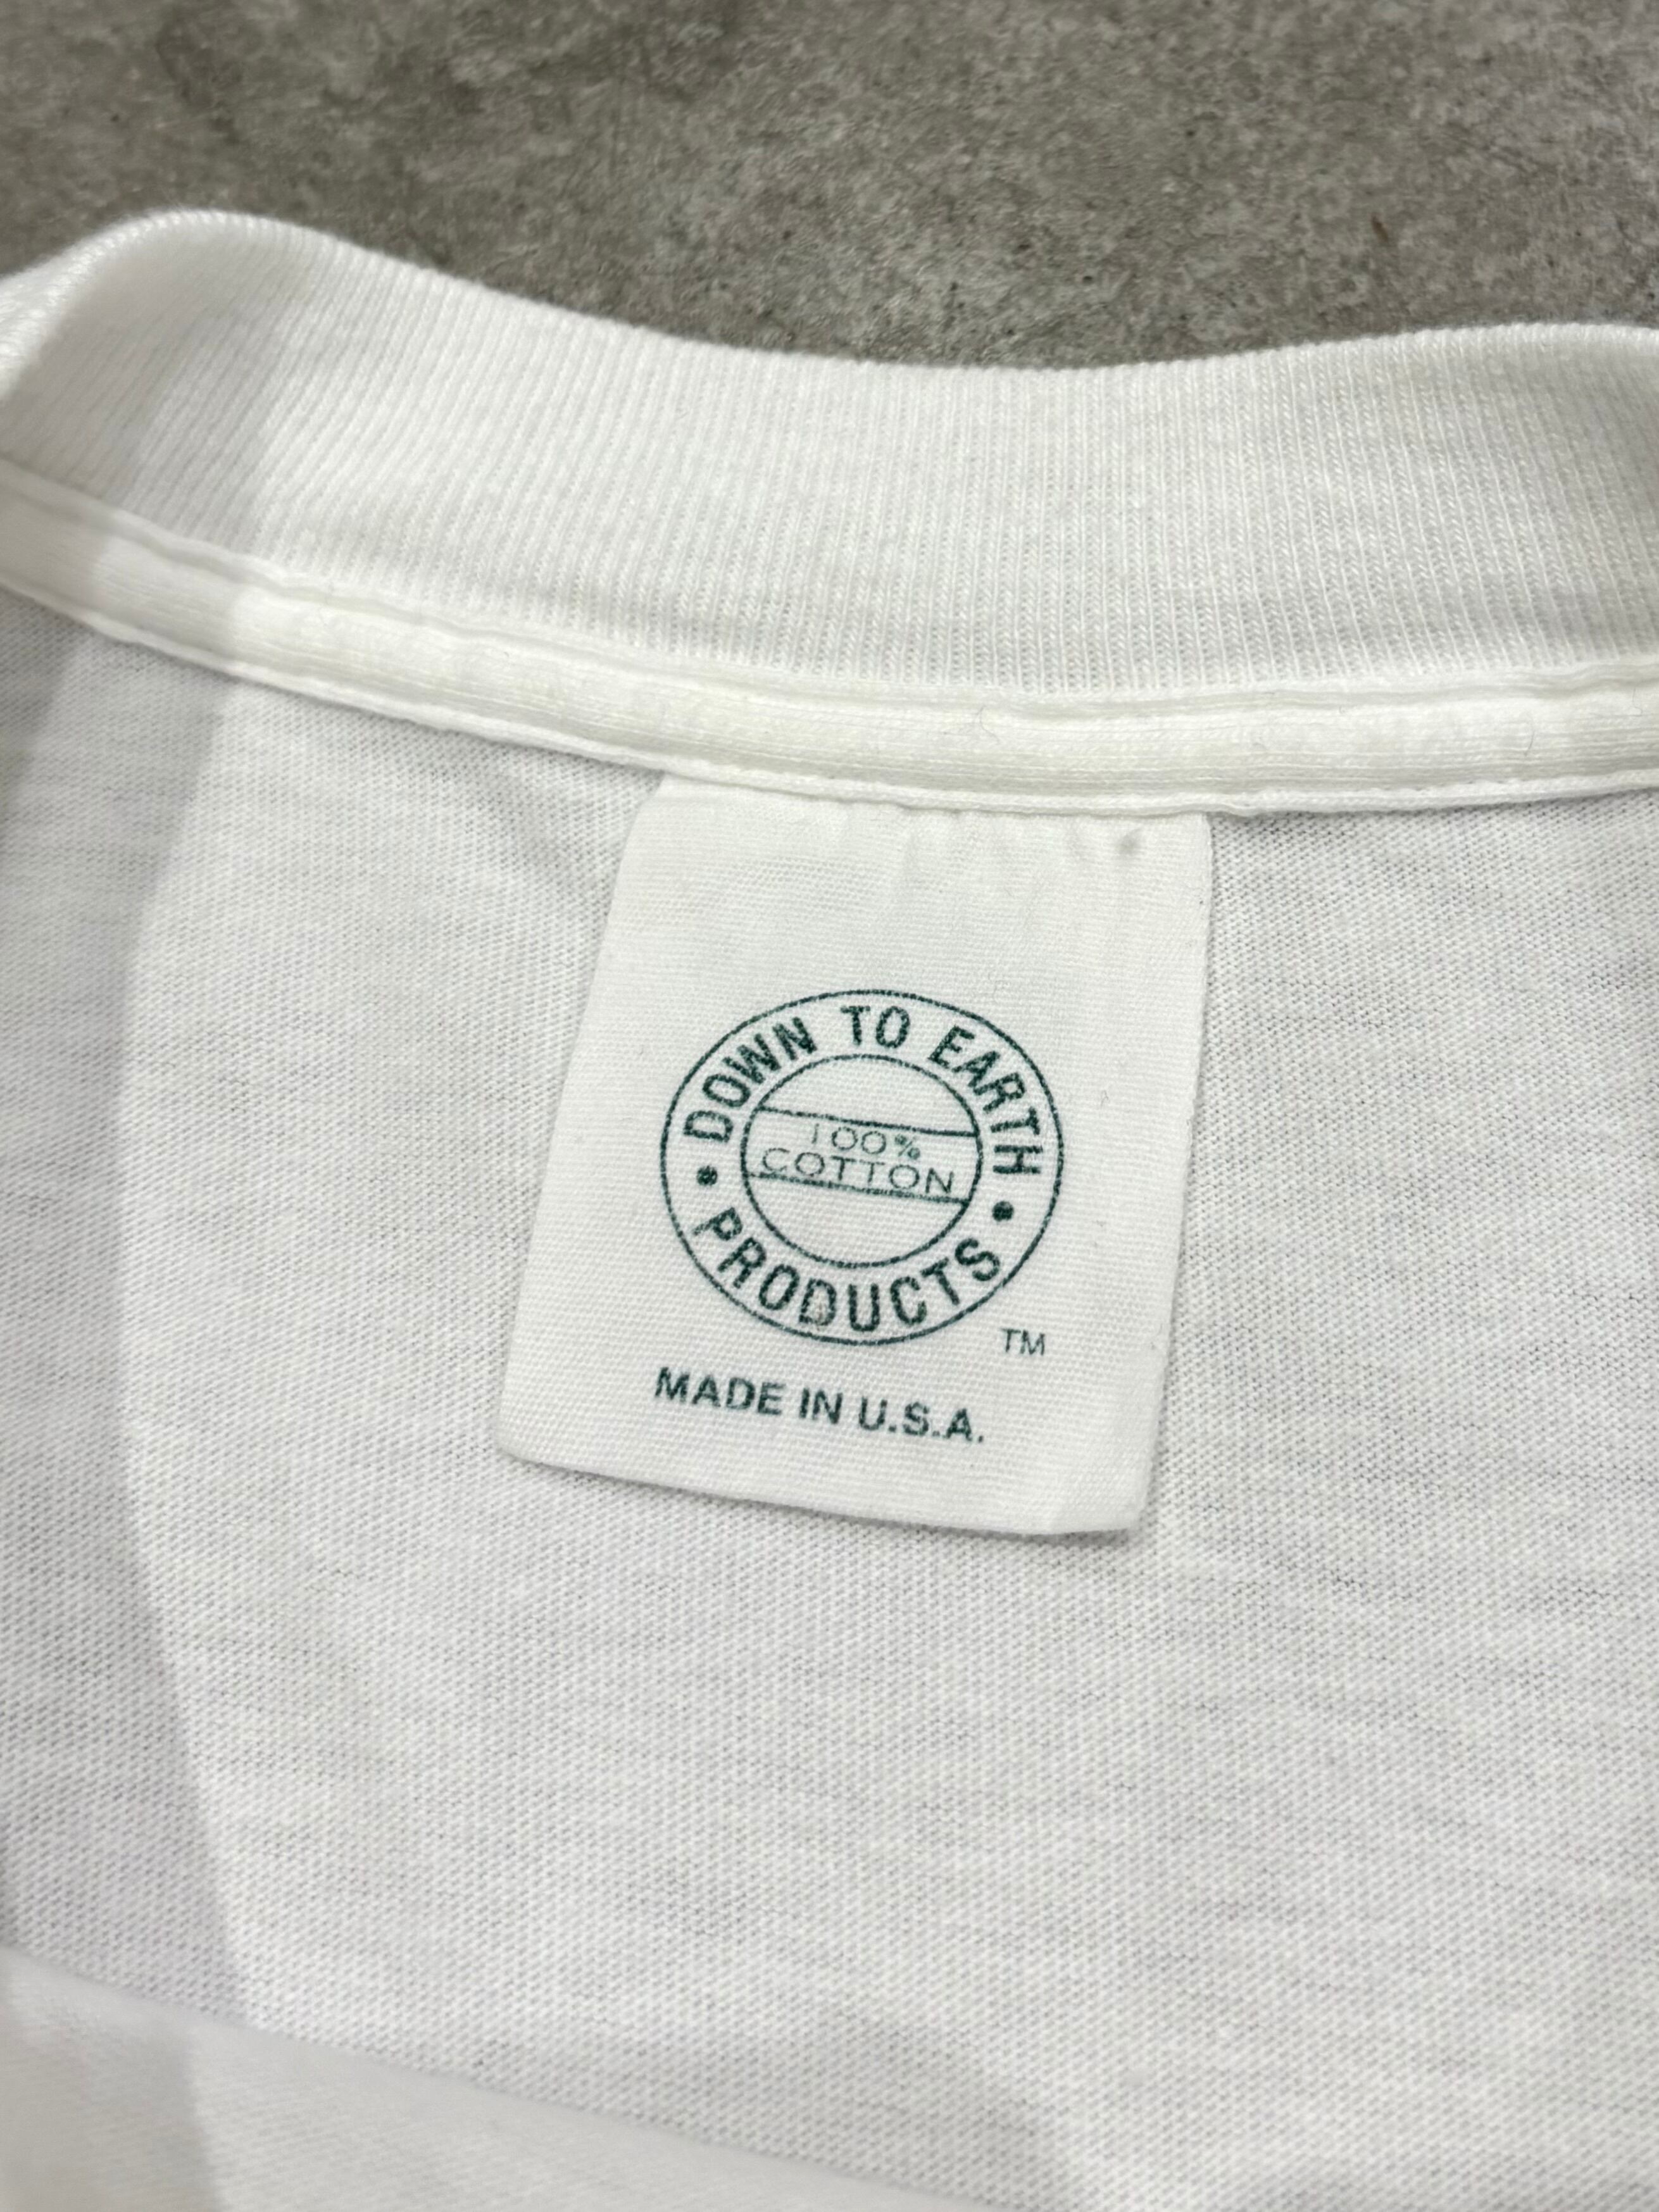 DOWN TO EARTH
100%
COTTON
PRODUCTS
TM
MADE IN U.S.A.